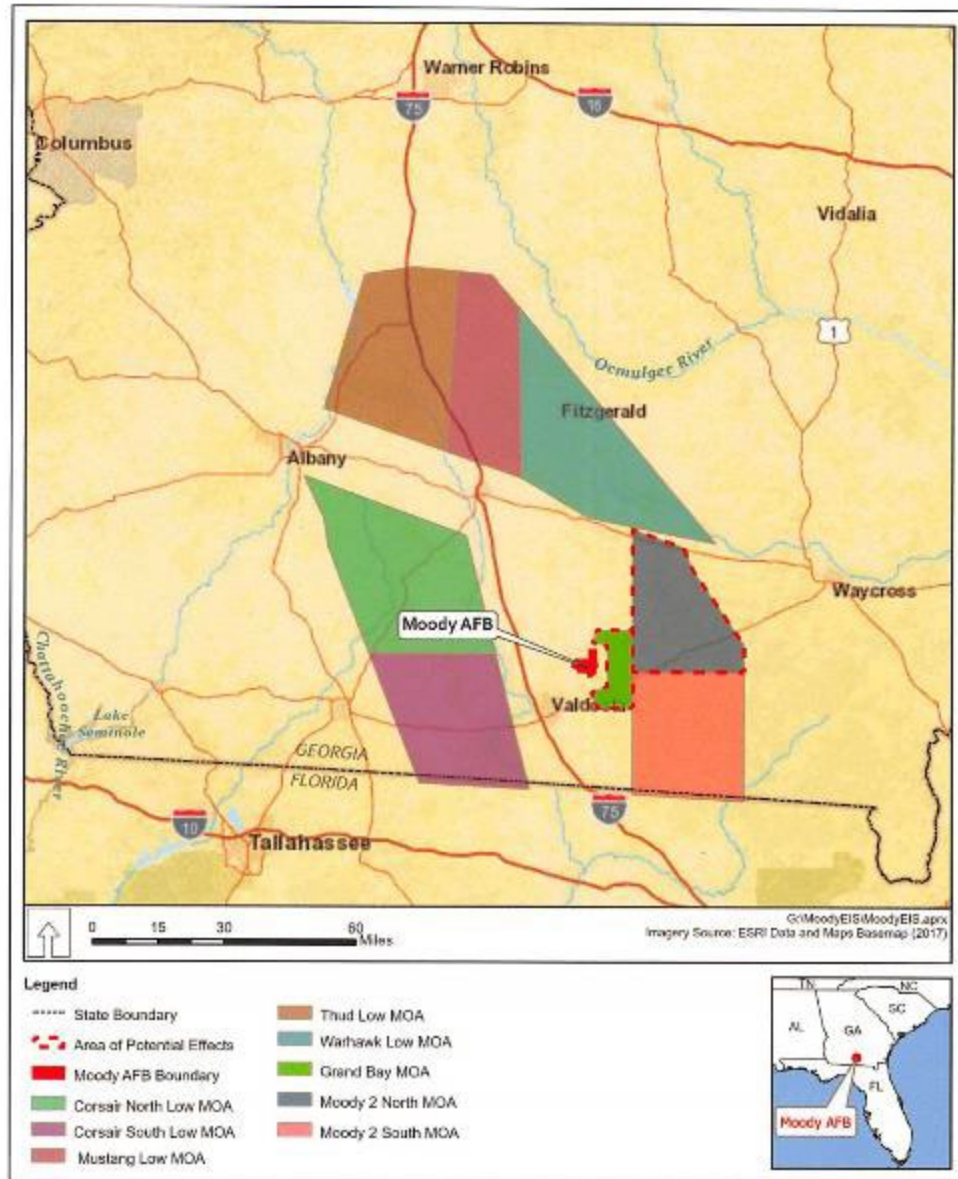 Warner Robins
75
16
Columbus
Vidalia
1
Ocmulgee River
Fitzgerald
Albany
Waycross
Moody AFB
Chattahoochee River
Lake
Seminole
GEORGIA
FLORIDA
75
10
Tallahassee
0 15 30 60
Miles
G:\MoodyEIS\MoodyEIS.aprx
Imagery Source: ESRI Data and Maps Basemap (2017)
Legend
State Boundary
Area of Potential Effects
Moody AFB Boundary
Corsair North Low MOA
Corsair South Low MOA
Mustang Low MOA
Thud Low MOA
Warhawk Low MOA
Grand Bay MOA
Moody 2 North MOA
Moody 2 South MOA
TN
NC
SC
AL
GA
FL
Moody AFB